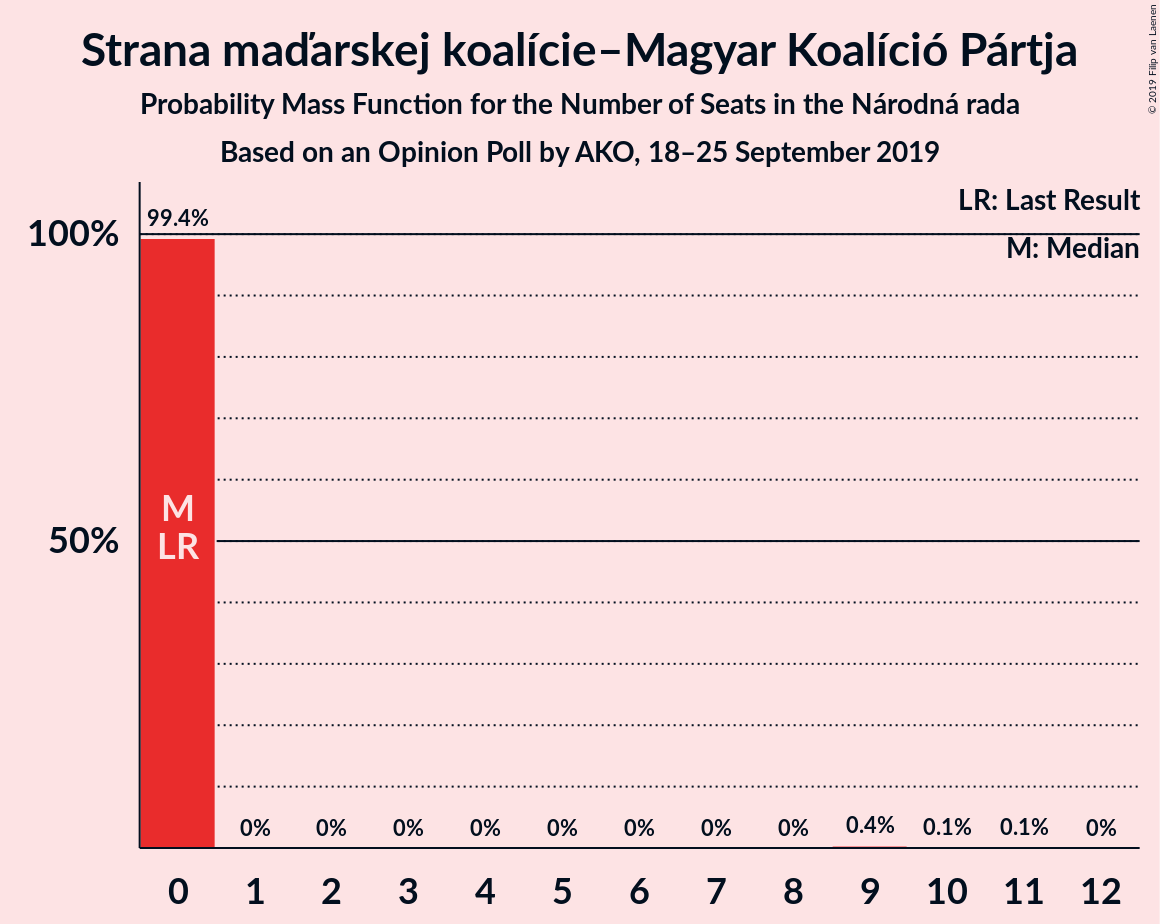 Strana maďarskej koalície–Magyar Koalíció Pártja
Probability Mass Function for the Number of Seats in the Národná rada
Based on an Opinion Poll by AKO, 18–25 September 2019
© 2019 Filip van Laenen
LR: Last Result
M: Median
100%
50%
99.4%
M
LR
0% 0% 0% 0% 0% 0% 0% 0% 0.4% 0.1% 0.1% 0%
0 1 2 3 4 5 6 7 8 9 10 11 12